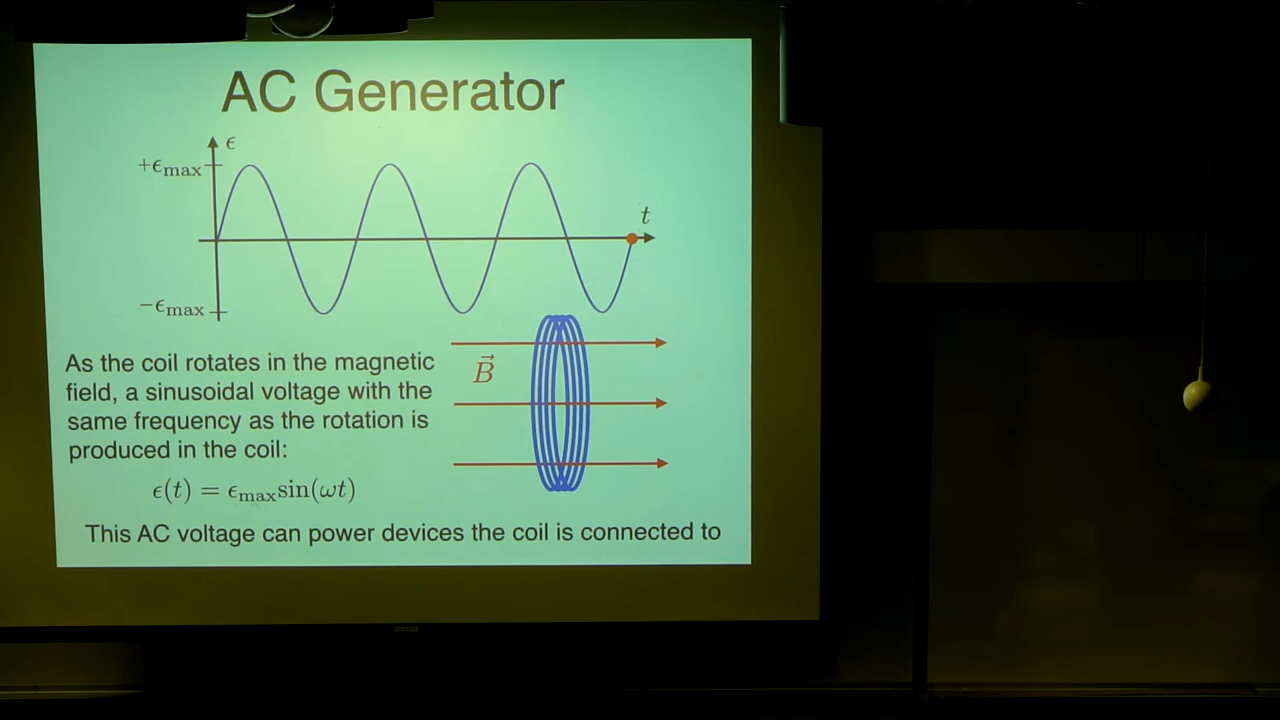 AC Generator
ϵ
+ϵmax
t
−ϵmax
As the coil rotates in the magnetic
field, a sinusoidal voltage with the
same frequency as the rotation is
produced in the coil:
B⃗
ϵ(t) = ϵmaxsin(ωt)
This AC voltage can power devices the coil is connected to